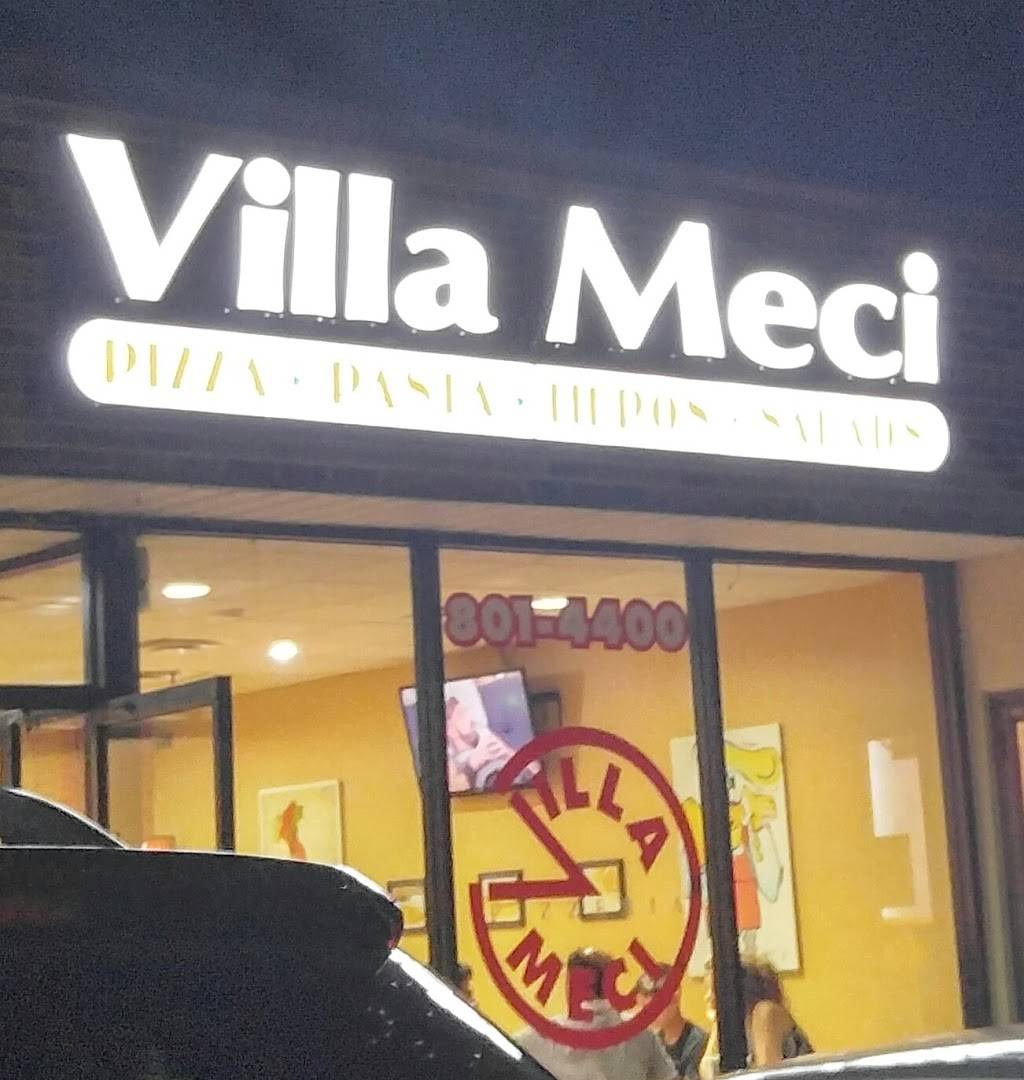 Villa Meci
PIZZA · PASTA · HEROS · SALADS
801-4400
VILLA
MECI